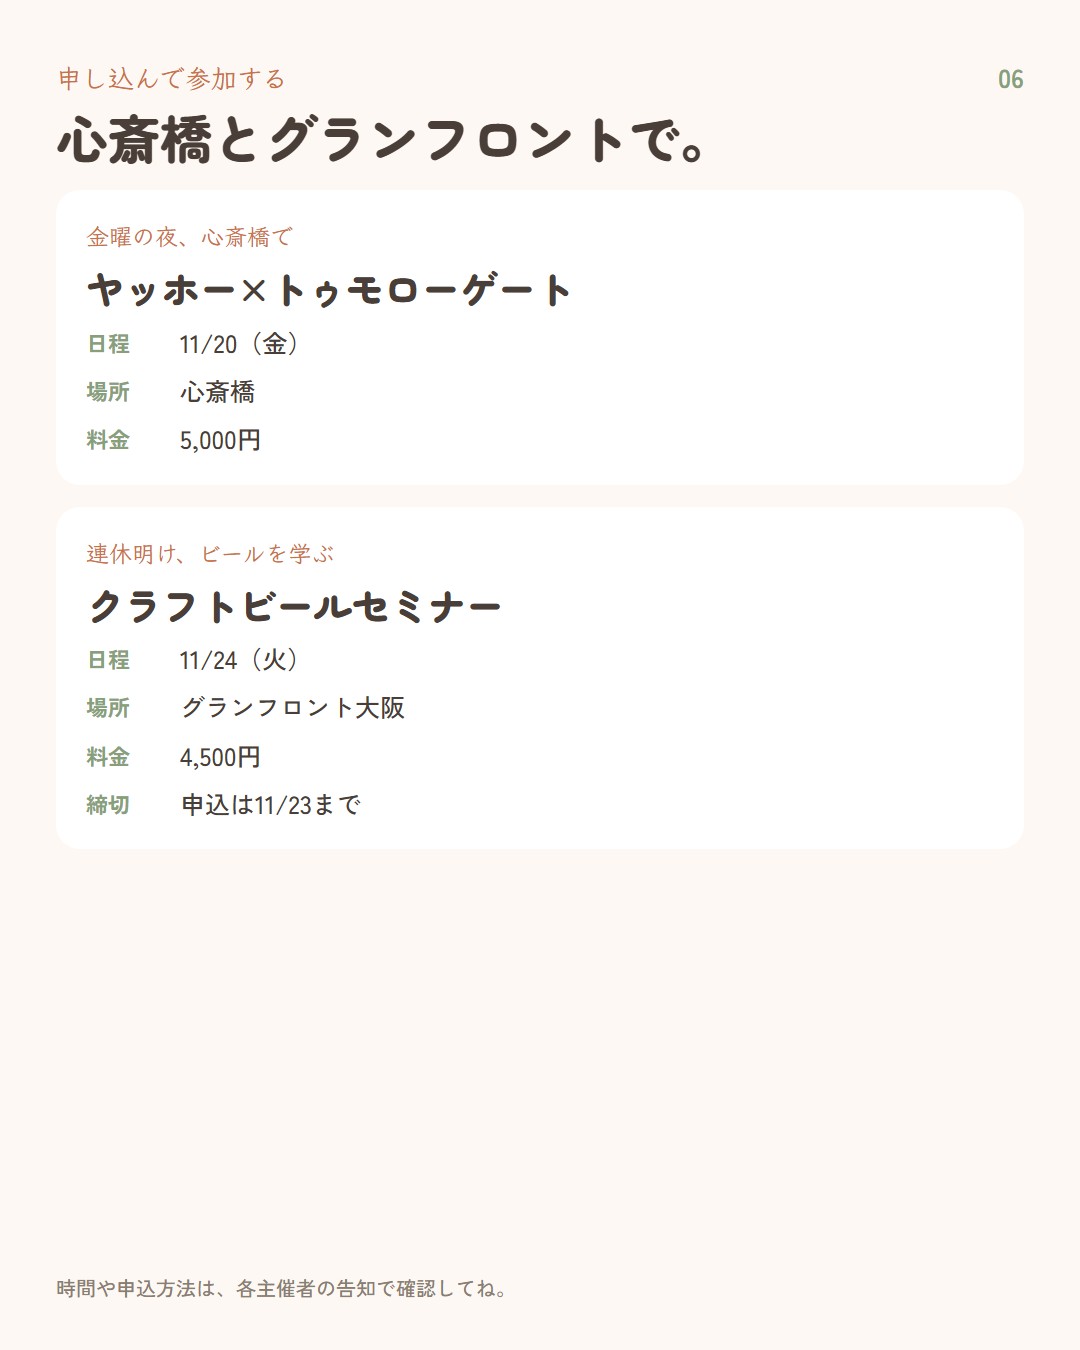 申し込んで参加する
06
心斎橋とグランフロントで。
金曜の夜、心斎橋で
ヤッホー×トゥモローゲート
日程 11/20（金）
場所 心斎橋
料金 5,000円
連休明け、ビールを学ぶ
クラフトビールセミナー
日程 11/24（火）
場所 グランフロント大阪
料金 4,500円
締切 申込は11/23まで
時間や申込方法は、各主催者の告知で確認してね。